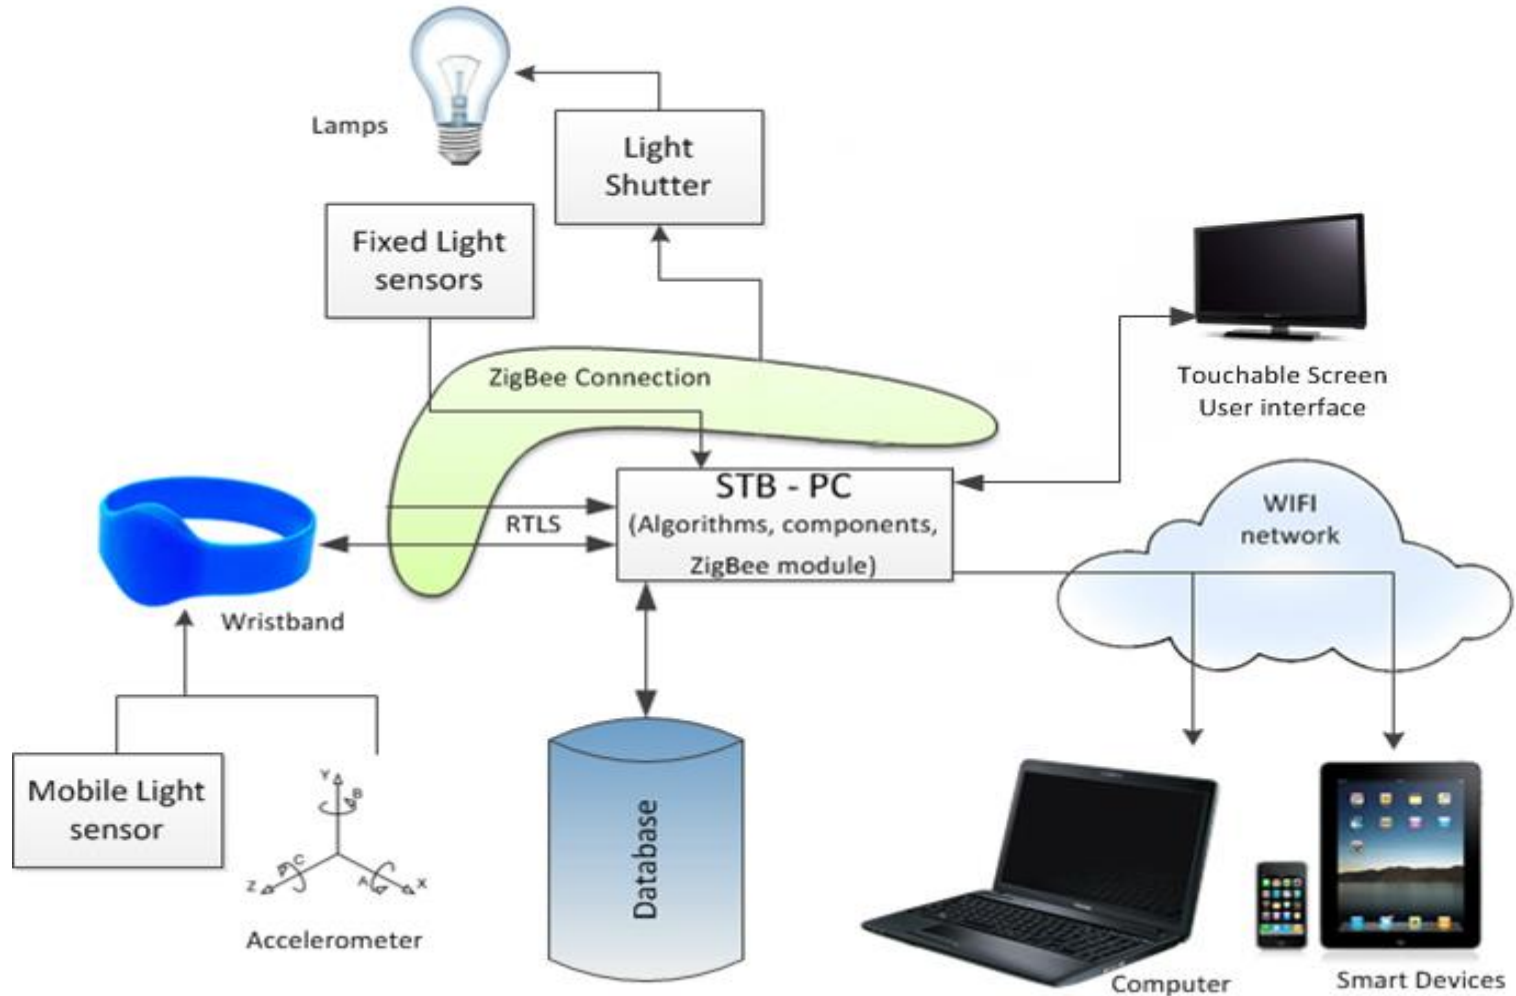 Lamps
Light
Shutter
Fixed Light
sensors
ZigBee Connection
Touchable Screen
User interface
STB - PC
(Algorithms, components,
ZigBee module)
RTLS
WIFI
network
Wristband
Mobile Light
sensor
Y
B
C
Z
A
X
Accelerometer
Database
Computer
Smart Devices